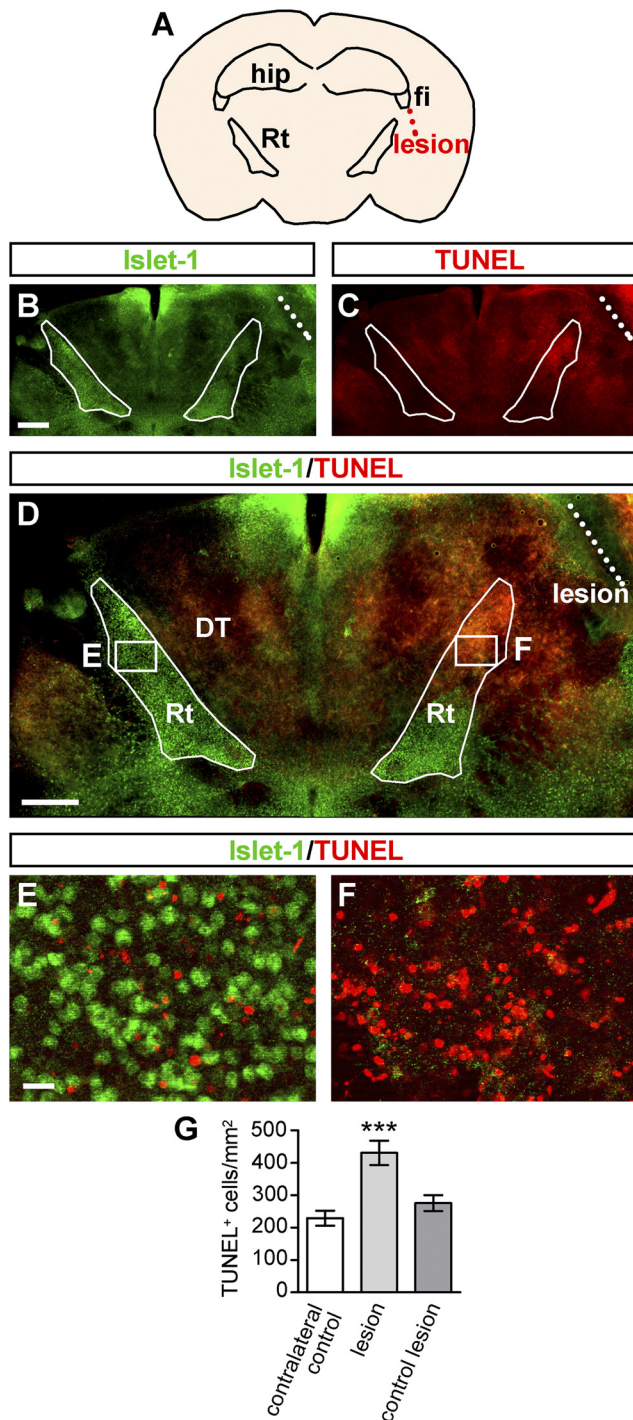 A
hip
fi
Rt
lesion
Islet-1
TUNEL
B
C
Islet-1/TUNEL
D
lesion
DT
E
F
Rt
Rt
Islet-1/TUNEL
E
F
G
TUNEL⁺ cells/mm²
500
***
400
300
200
100
0
contralateral
control
lesion
control lesion